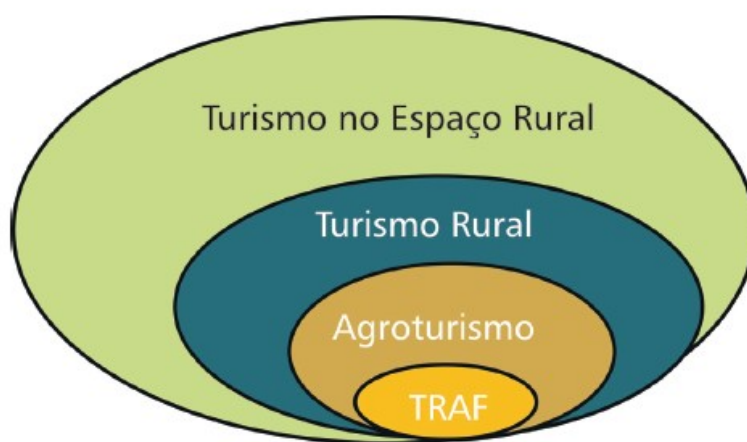 Turismo no Espaço Rural
Turismo Rural
Agroturismo
TRAF